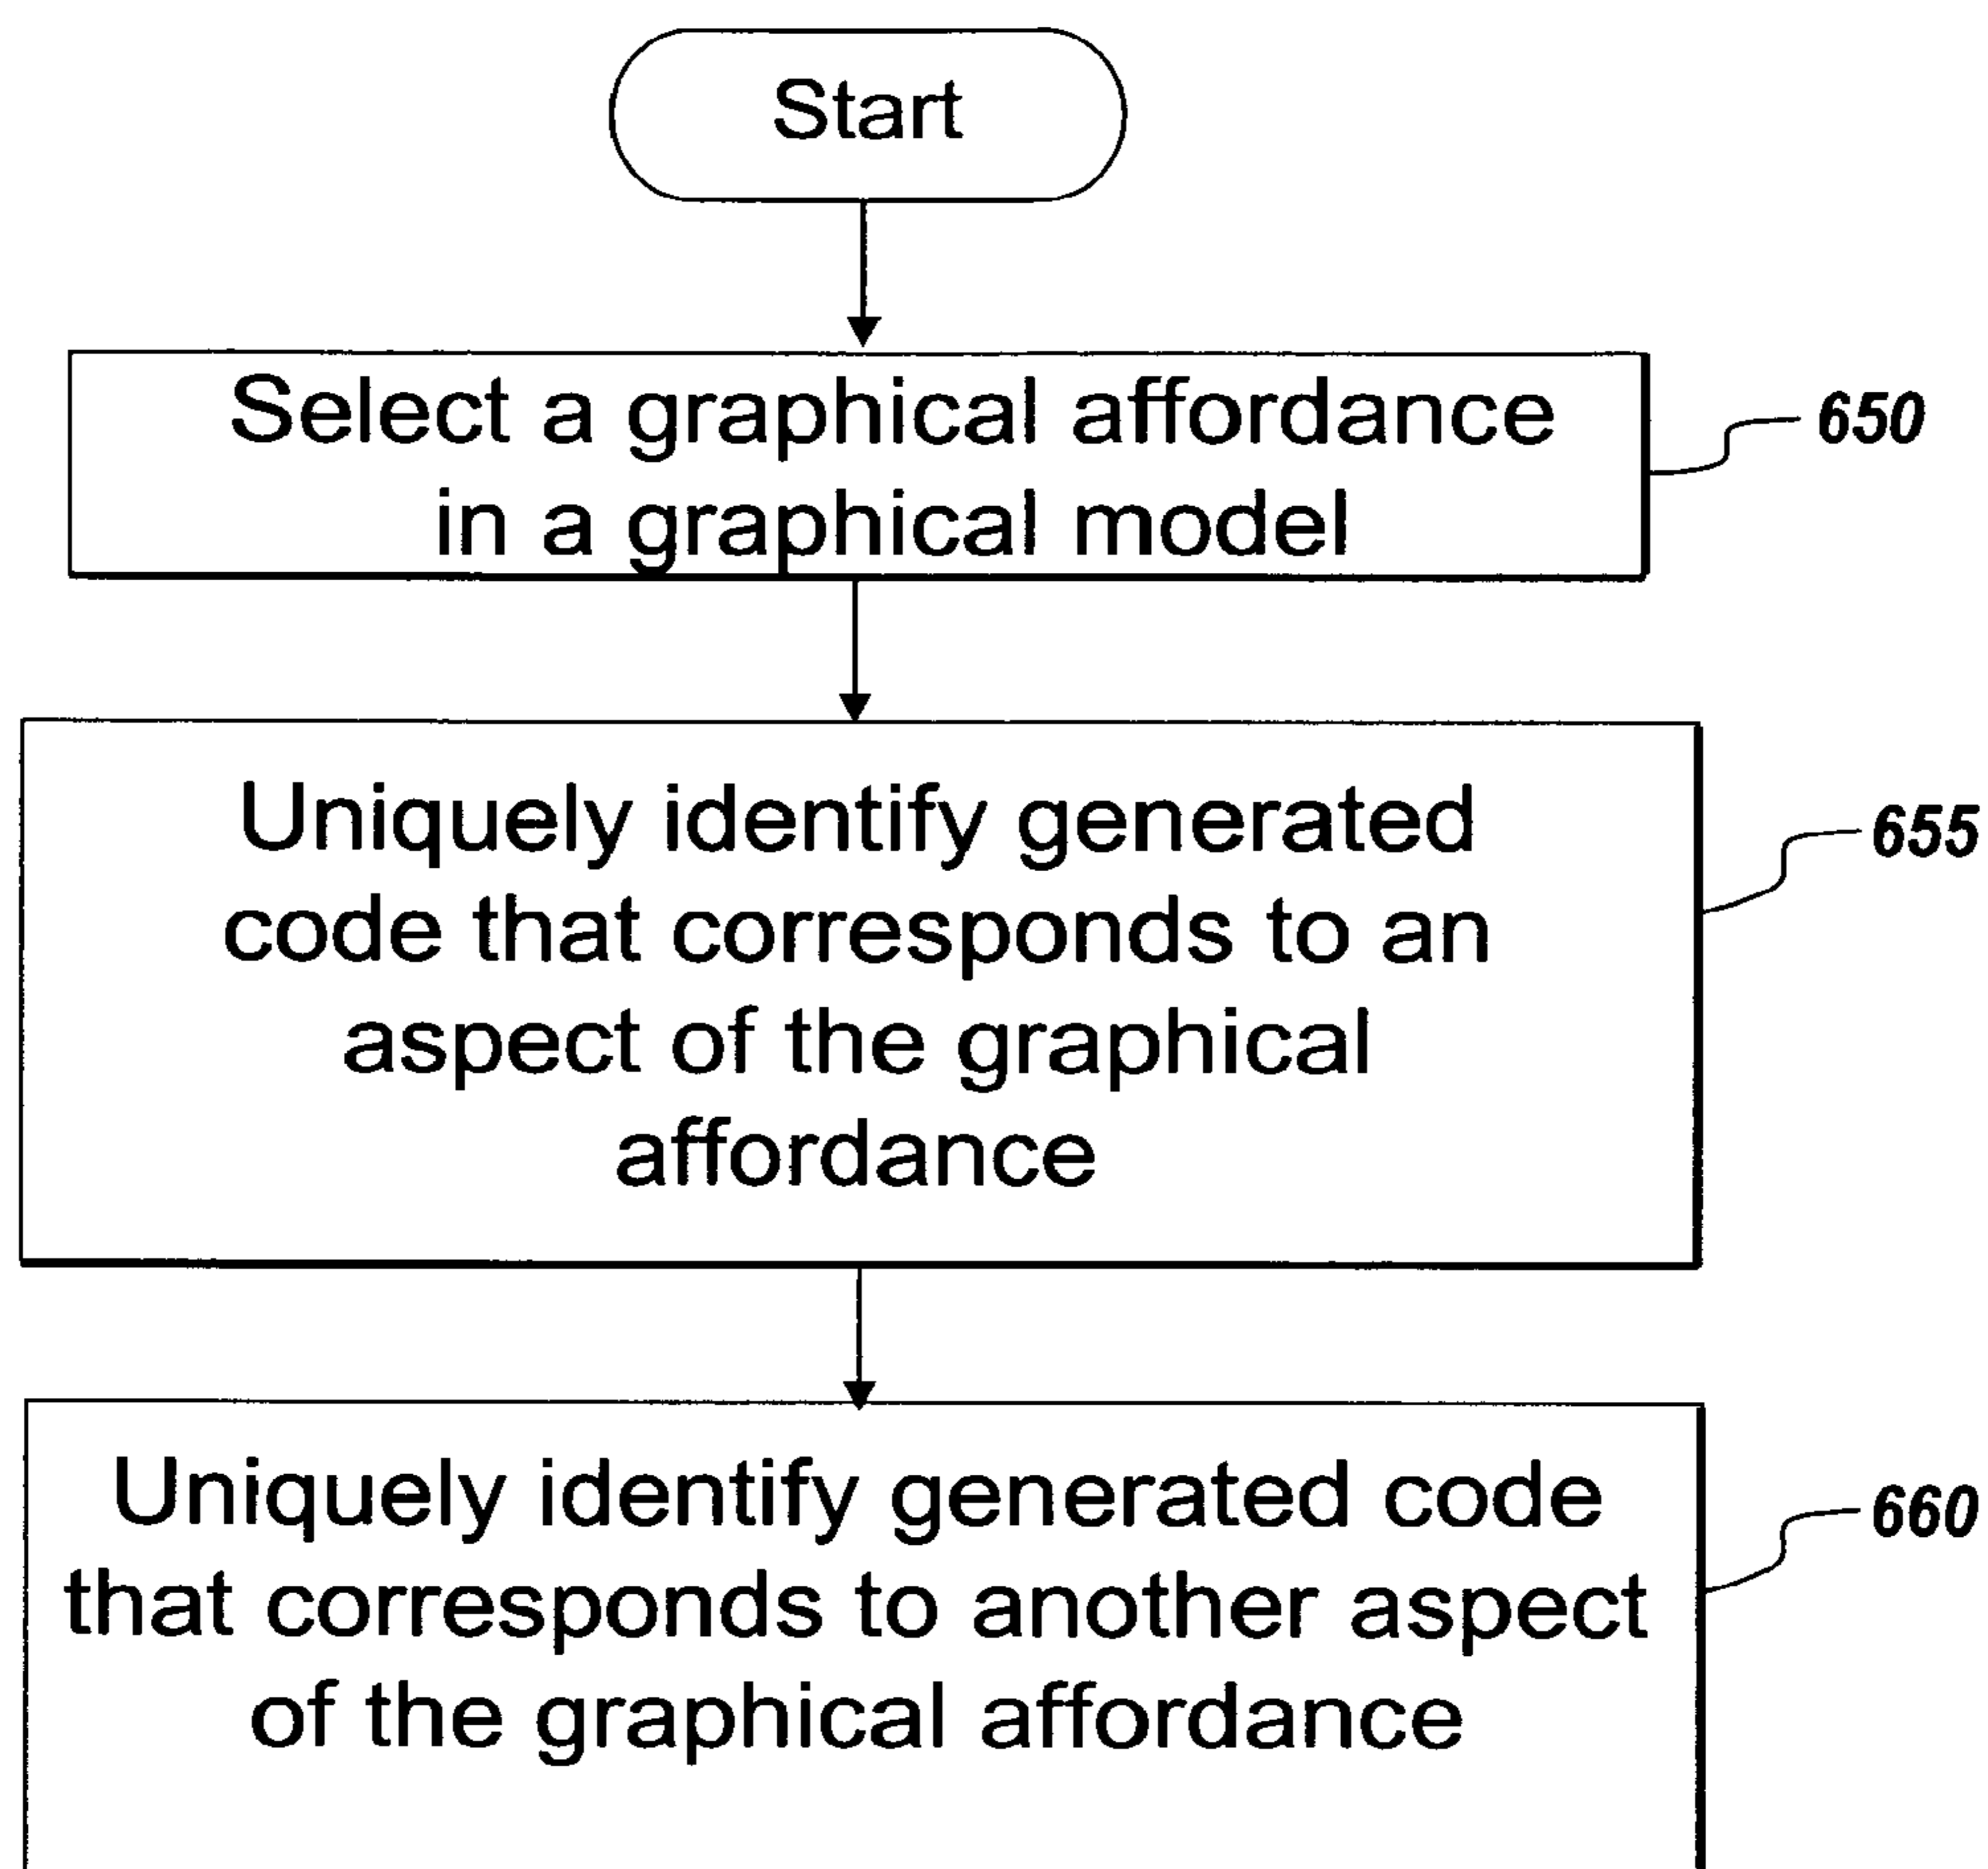 Start
Select a graphical affordance
in a graphical model
650
Uniquely identify generated
code that corresponds to an
aspect of the graphical
affordance
655
Uniquely identify generated code
that corresponds to another aspect
of the graphical affordance
660